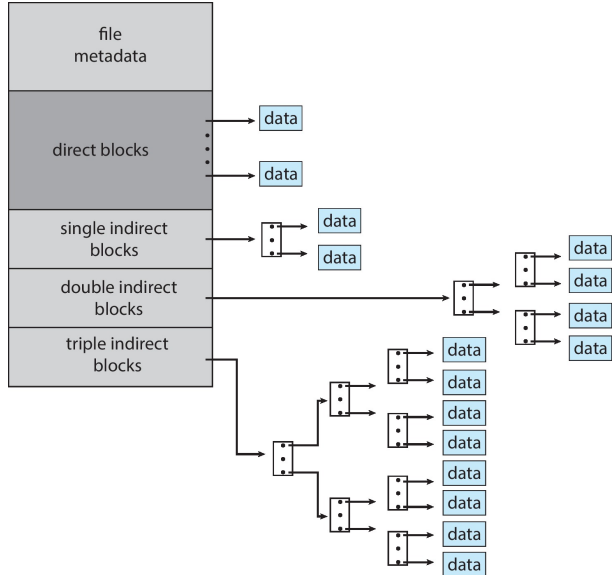 file
metadata
direct blocks
data
data
single indirect
blocks
data
data
double indirect
blocks
data
data
data
data
triple indirect
blocks
data
data
data
data
data
data
data
data